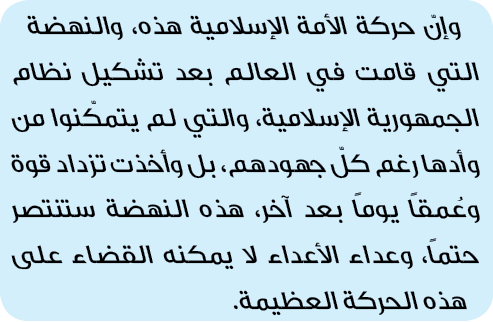 وإنّ حركة الأمة الإسلامية هذه، والنهضة
التي قامت في العالم بعد تشكيل نظام
الجمهورية الإسلامية، والتي لم يتمكّنوا من
وأدها رغم كلّ جهودهم، بل وأخذت تزداد قوة
وعُمقاً يوماً بعد آخر، هذه النهضة ستنتصر
حتماً، وعداء الأعداء لا يمكنه القضاء على
هذه الحركة العظيمة.